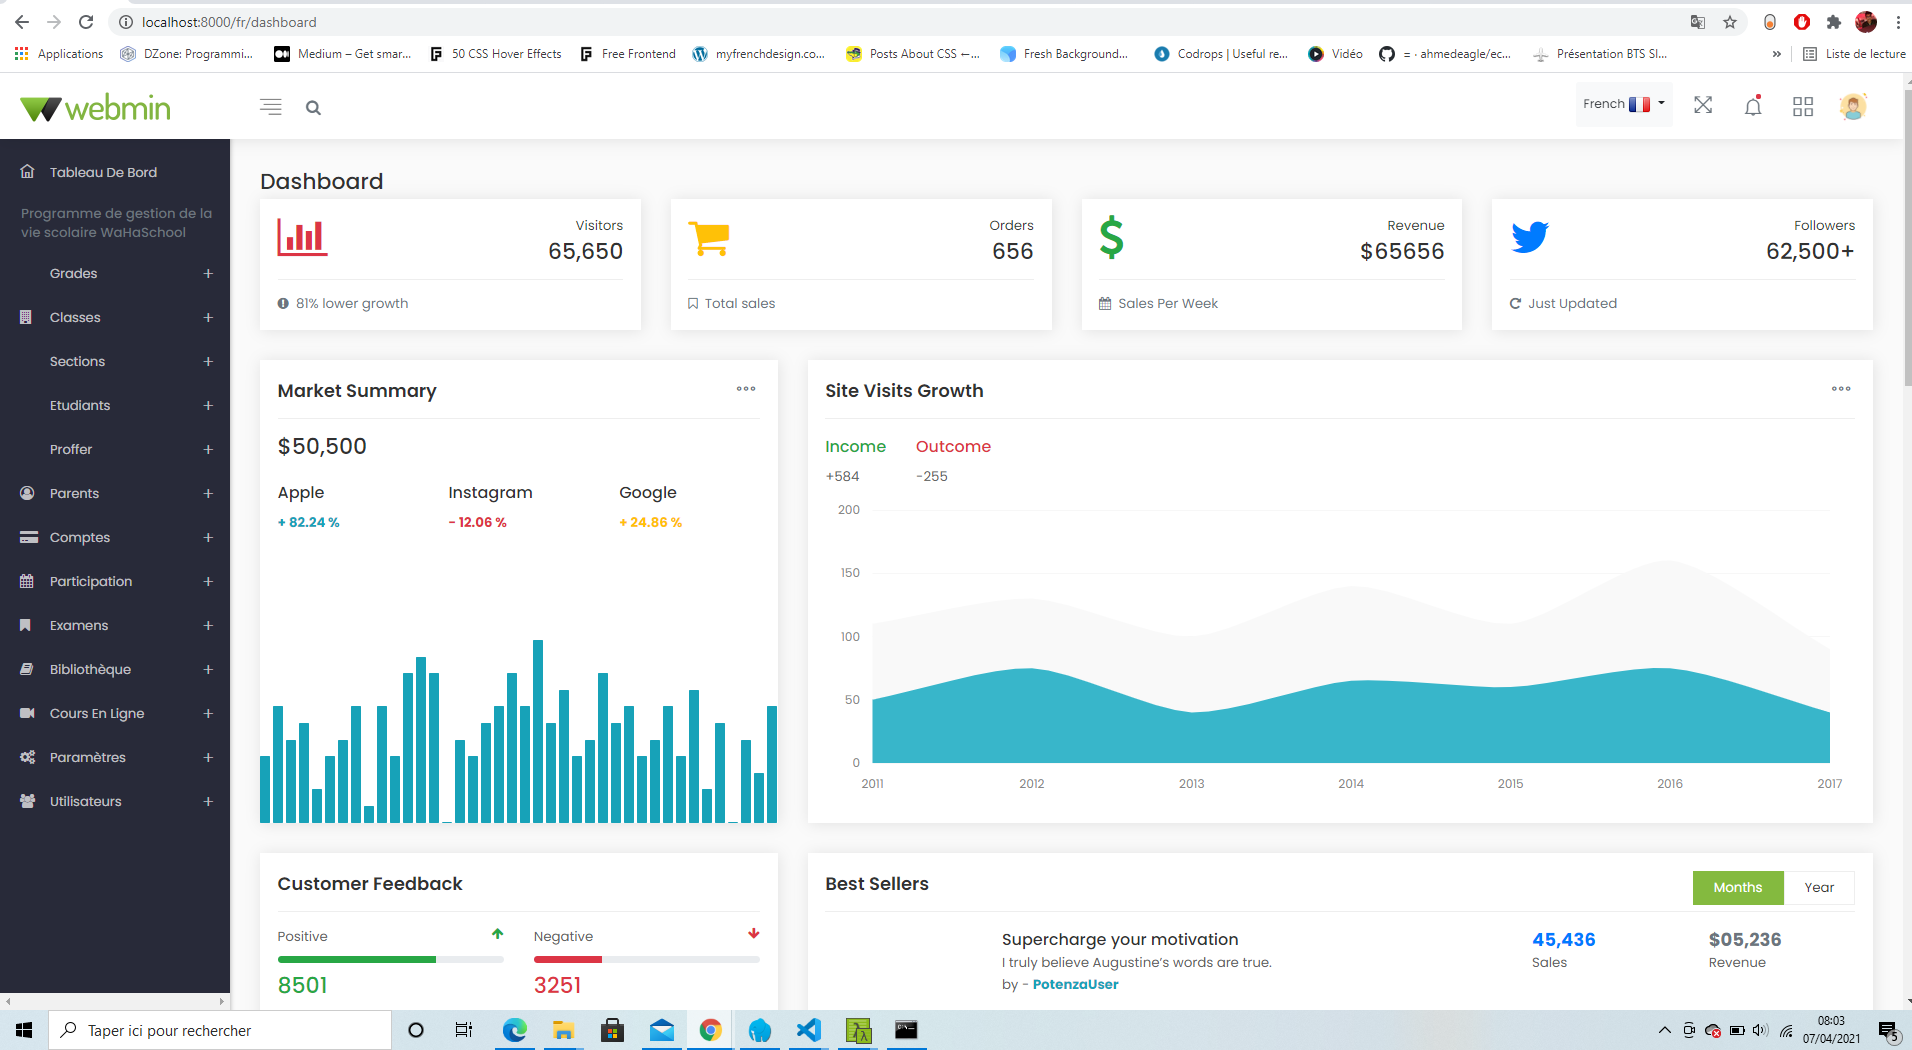 localhost:8000/fr/dashboard
Applications
DZone: Programmi...
Medium – Get smar...
50 CSS Hover Effects
Free Frontend
myfrenchdesign.co...
Posts About CSS ←...
Fresh Background...
Codrops | Useful re...
Vidéo
= · ahmedeagle/ec...
Présentation BTS SI...
»
Liste de lecture
webmin
French
Tableau De Bord
Programme de gestion de la
vie scolaire WaHaSchool
Grades +
Classes +
Sections +
Etudiants +
Proffer +
Parents +
Comptes +
Participation +
Examens +
Bibliothèque +
Cours En Ligne +
Paramètres +
Utilisateurs +
Dashboard
Visitors
65,650
81% lower growth
Orders
656
Total sales
Revenue
$65656
Sales Per Week
Followers
62,500+
Just Updated
Market Summary
$50,500
Apple Instagram Google
+ 82.24 % - 12.06 % + 24.86 %
Site Visits Growth
Income Outcome
+584 -255
200
150
100
50
0
2011 2012 2013 2014 2015 2016 2017
Customer Feedback
Positive Negative
8501 3251
Best Sellers
Months Year
Supercharge your motivation
I truly believe Augustine's words are true.
by - PotenzaUser
45,436
Sales
$05,236
Revenue
Taper ici pour rechercher
08:03
07/04/2021
5